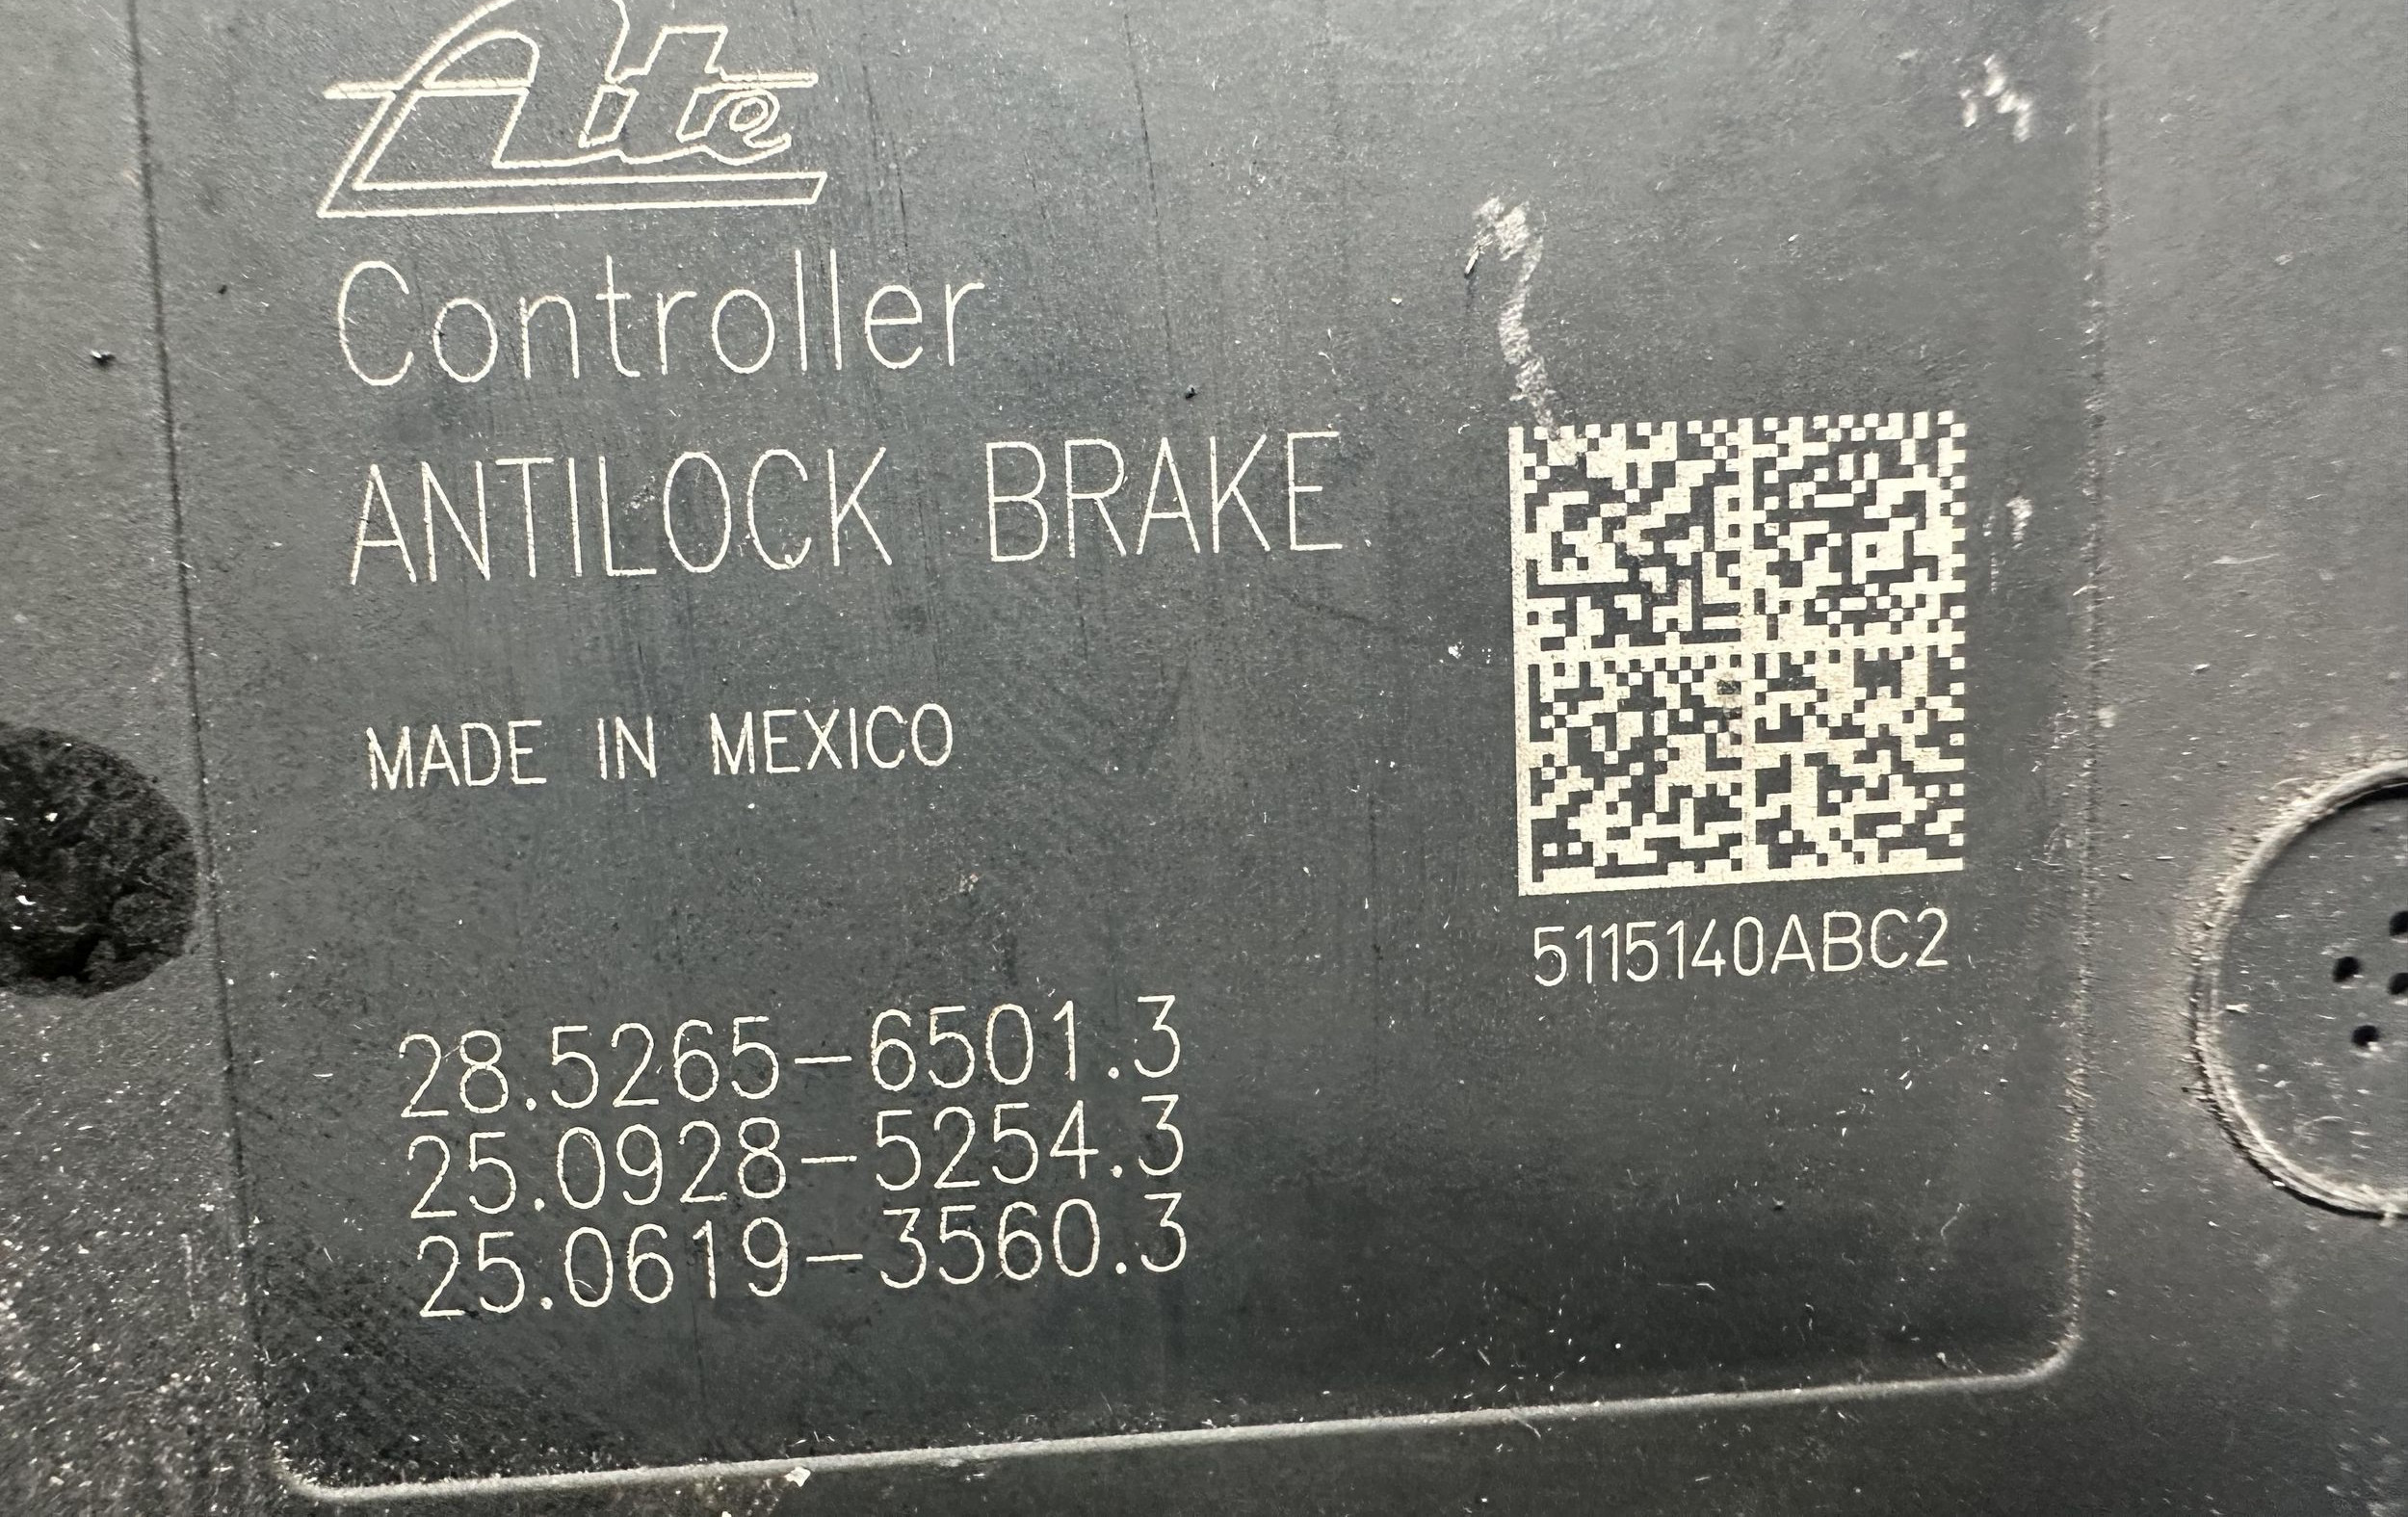 Ate
Controller
ANTILOCK BRAKE
MADE IN MEXICO
5115140ABC2
28.5265-6501.3
25.0928-5254.3
25.0619-3560.3